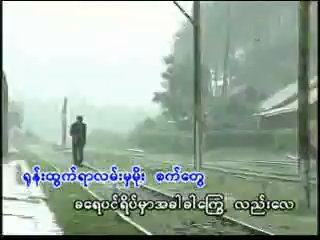 ရုန်းထွက်ရာလမ်းမှမိုး စက်တွေ
ခရေပင်ရိပ်မှာအခါခါကြွေ လည်းလေ